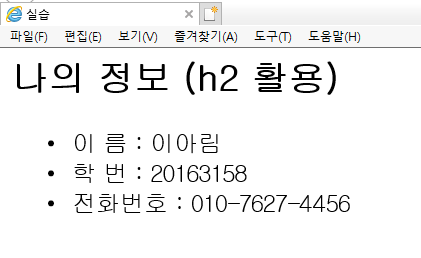 실습
파일(F) 편집(E) 보기(V) 즐겨찾기(A) 도구(T) 도움말(H)
나의 정보 (h2 활용)
• 이 름 : 이아림
• 학 번 : 20163158
• 전화번호 : 010-7627-4456